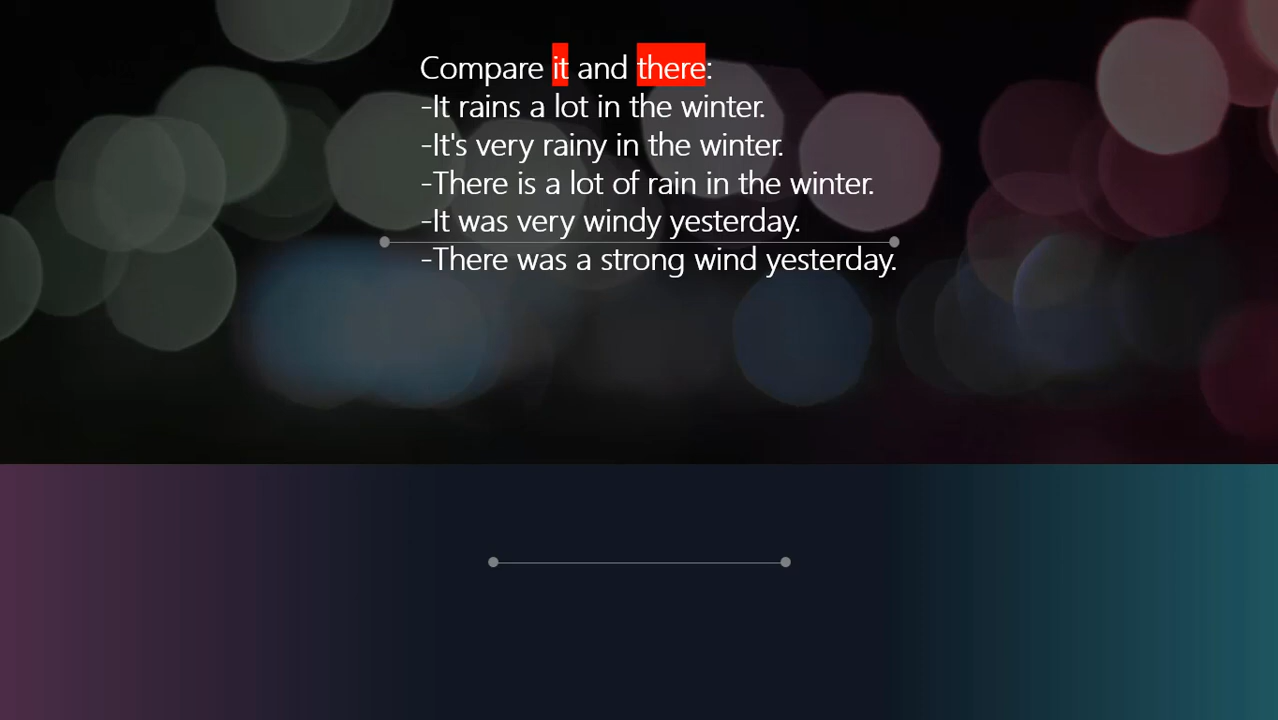 Compare it and there:
-It rains a lot in the winter.
-It's very rainy in the winter.
-There is a lot of rain in the winter.
-It was very windy yesterday.
-There was a strong wind yesterday.